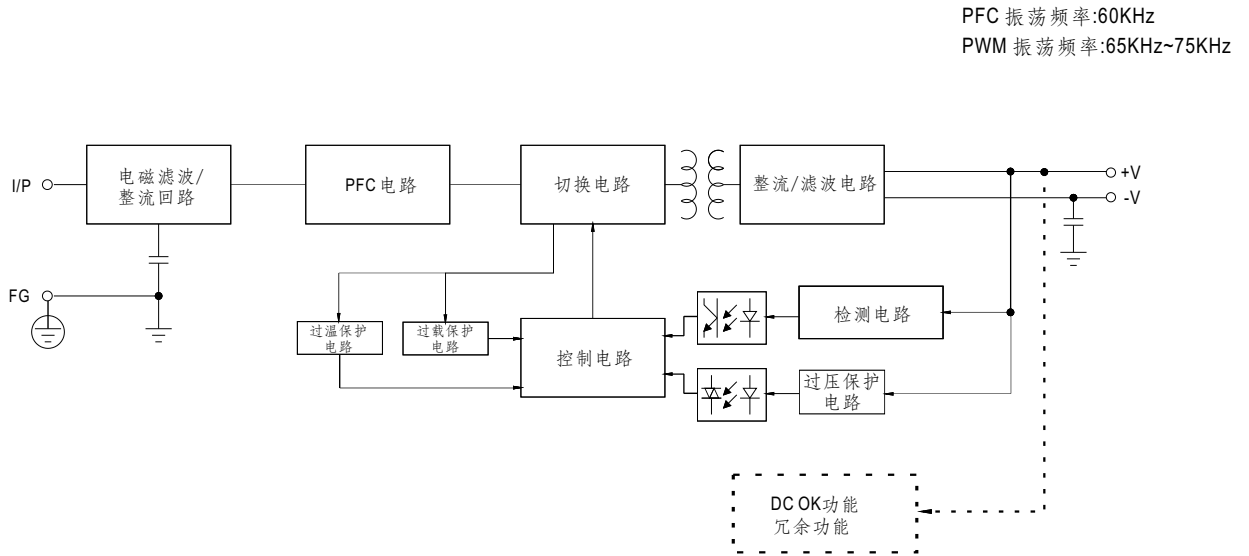 PFC 振荡频率:60KHz
PWM 振荡频率:65KHz~75KHz
I/P
电磁滤波/
整流回路
PFC 电路
切换电路
整流/滤波电路
+V
-V
FG
过温保护
电路
过载保护
电路
控制电路
检测电路
过压保护
电路
DC OK功能
冗余功能